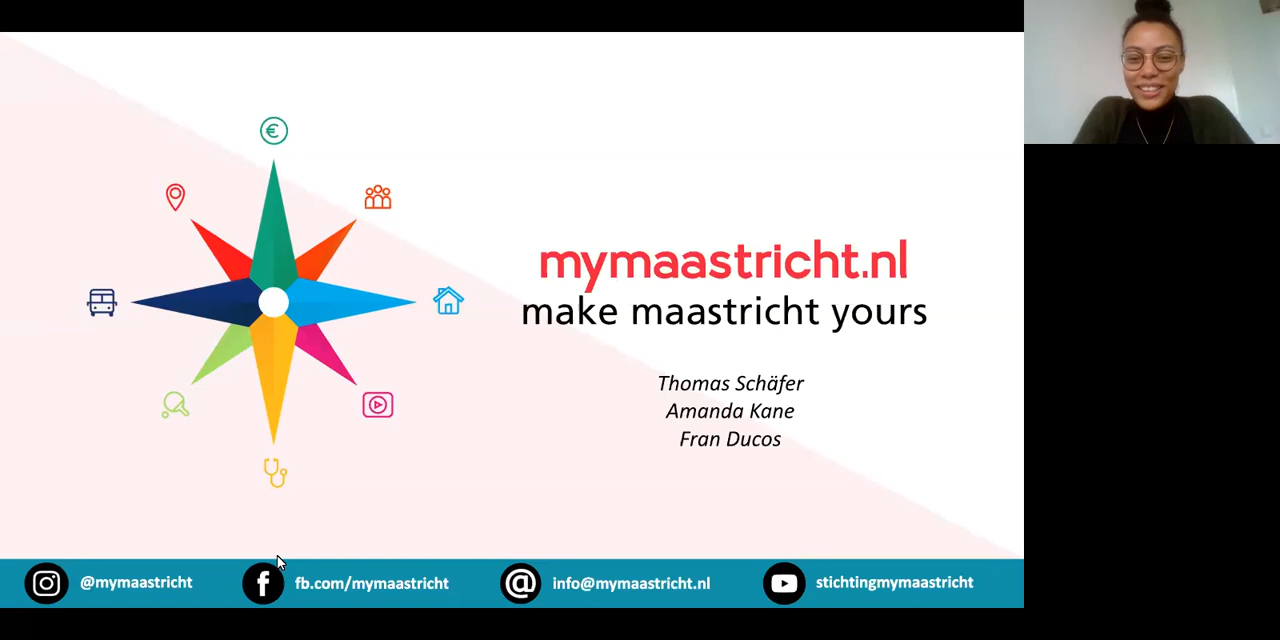 mymaastricht.nl
make maastricht yours
Thomas Schäfer
Amanda Kane
Fran Ducos
@mymaastricht
fb.com/mymaastricht
info@mymaastricht.nl
stichtingmymaastricht